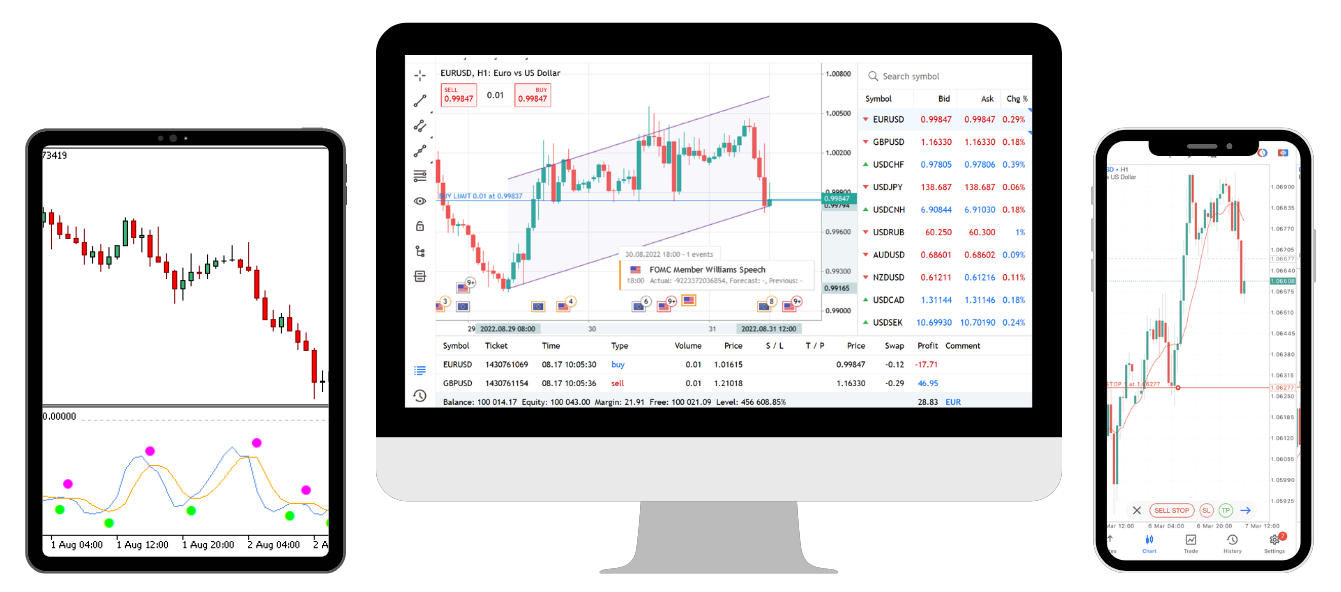 73419
0.00000
1 Aug 04:00 1 Aug 12:00 1 Aug 20:00 2 Aug 04:00 2 A
EURUSD, H1: Euro vs US Dollar
SELL 0.01 BUY
0.99847 0.99847
BUY LIMIT 0.01 at 0.99837
30.08.2022 18:00 - 1 events
FOMC Member Williams Speech
18:00 Actual: -9223372036854, Forecast: -, Previous: -
9+
3 4 6 9+ 8 9+
1.00800
1.00500
1.00200
0.99900
0.99847
0.99794
0.99600
0.99300
0.99165
0.99000
29 2022.08.29 08:00 30 31 2022.08.31 12:00
Search symbol
Symbol Bid Ask Chg %
EURUSD 0.99847 0.99847 0.29%
GBPUSD 1.16330 1.16330 0.18%
USDCHF 0.97805 0.97806 0.39%
USDJPY 138.687 138.687 0.06%
USDCNH 6.90844 6.91030 0.18%
USDRUB 60.250 60.300 1%
AUDUSD 0.68601 0.68602 0.09%
NZDUSD 0.61211 0.61216 0.11%
USDCAD 1.31144 1.31146 0.18%
USDSEK 10.69930 10.70190 0.24%
Symbol Ticket Time Type Volume Price S / L T / P Price Swap Profit Comment
EURUSD 1430761069 08.17 10:05:30 buy 0.01 1.01615 0.99847 -0.12 -17.71
GBPUSD 1430761154 08.17 10:05:36 sell 0.01 1.21018 1.16330 -0.29 46.95
Balance: 100 014.17 Equity: 100 043.00 Margin: 21.91 Free: 100 021.09 Level: 456 608.85% 28.83 EUR
SD • H1
US Dollar
1.06900
1.06835
1.06770
1.06705
1.06677
1.06640
1.06608
1.06575
1.06510
1.06445
1.06380
1.06315
STOP 1 at 1.06277
1.06277
1.06250
1.06185
1.06120
1.06055
1.05990
1.05925
SELL STOP SL TP
Mar 12:00 6 Mar 04:00 6 Mar 20:00 7 Mar 12:00
Chart Trade History Settings
2